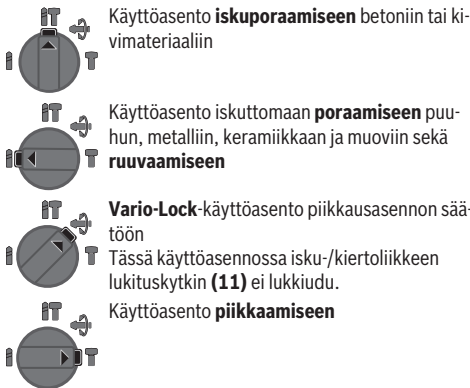 Käyttöasento iskuporaamiseen betoniin tai ki-
vimateriaaliin
Käyttöasento iskuttomaan poraamiseen puu-
hun, metalliin, keramiikkaan ja muoviin sekä
ruuvaamiseen
Vario-Lock-käyttöasento piikkausasennon sää-
töön
Tässä käyttöasennossa isku-/kiertoliikkeen
lukituskytkin (11) ei lukkiudu.
Käyttöasento piikkaamiseen